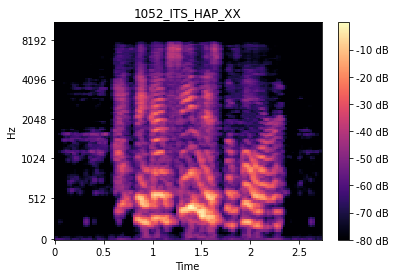 1052_ITS_HAP_XX
8192
4096
2048
1024
512
0
Hz
0 0.5 1 1.5 2 2.5
Time
-10 dB
-20 dB
-30 dB
-40 dB
-50 dB
-60 dB
-70 dB
-80 dB